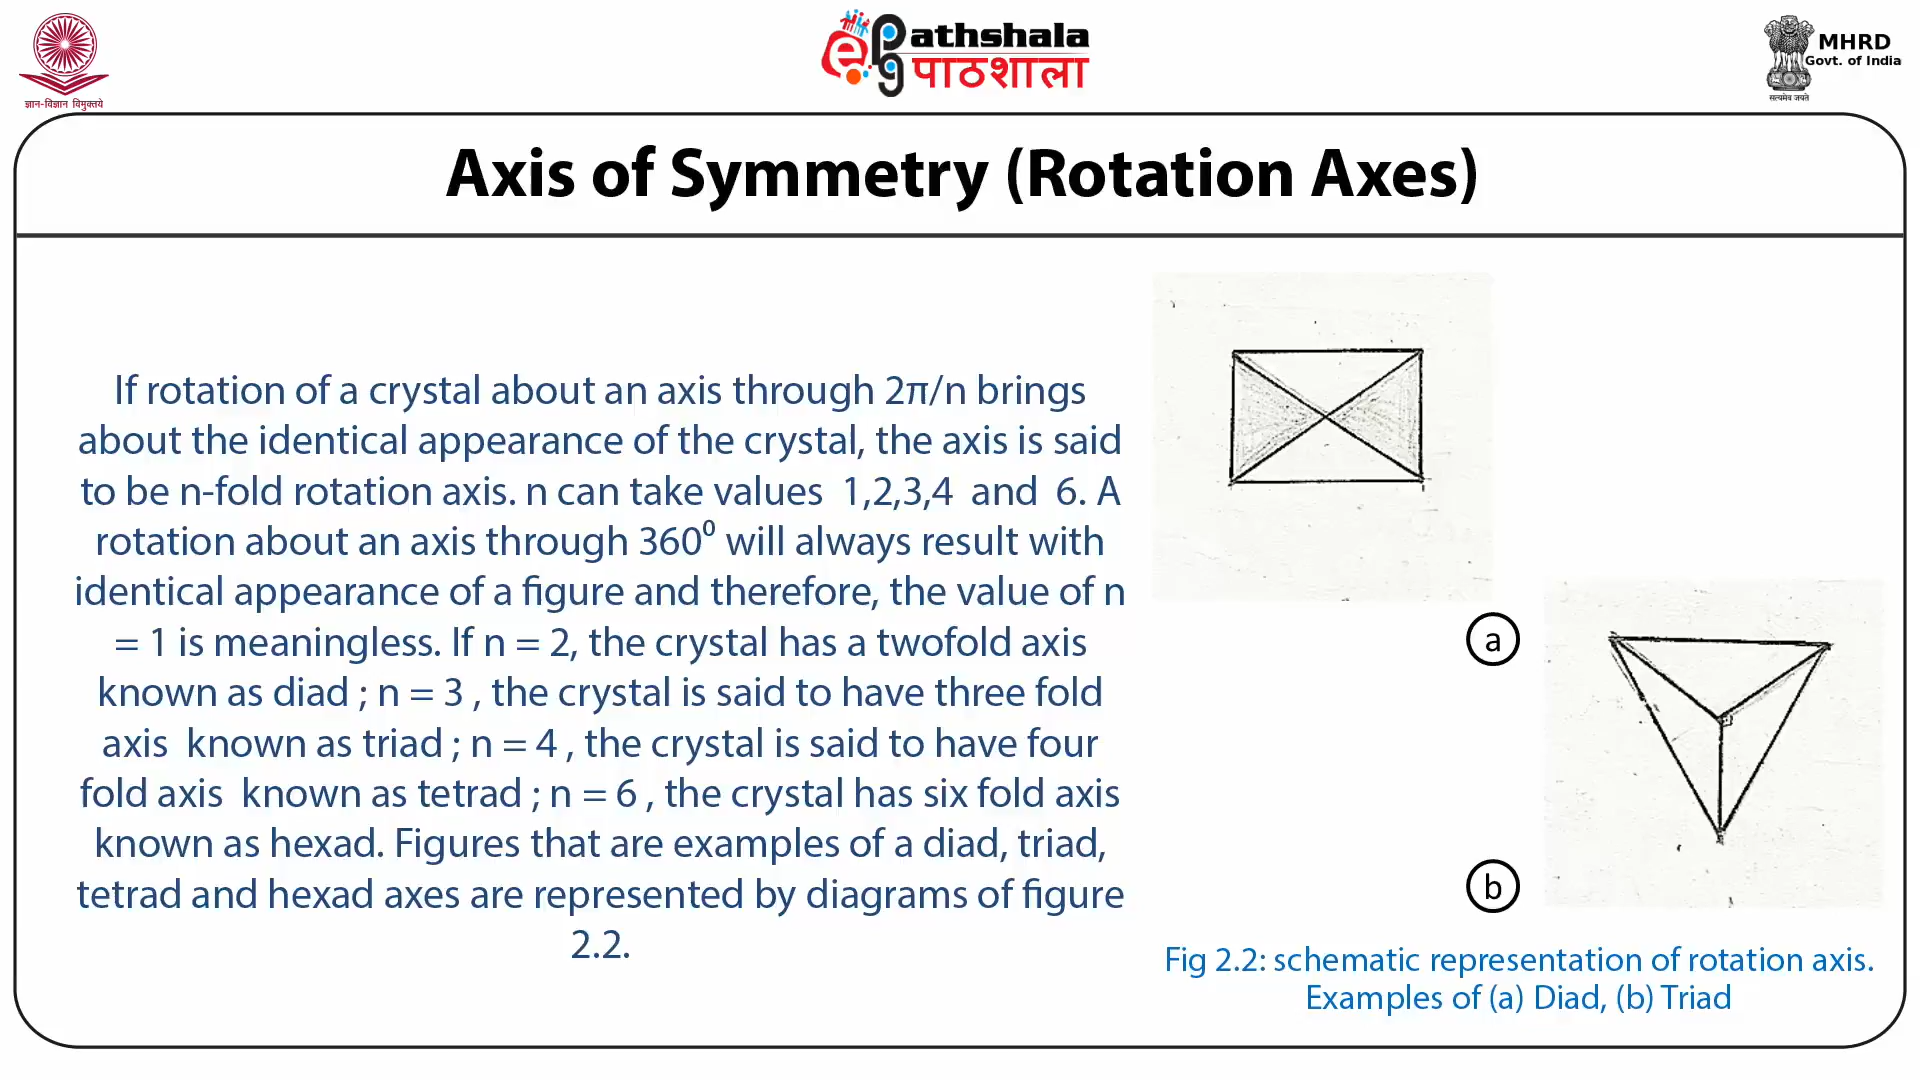 ज्ञान-विज्ञान विमुक्तये
ePGathshala
पाठशाला
MHRD
Govt. of India
सत्यमेव जयते
Axis of Symmetry (Rotation Axes)
If rotation of a crystal about an axis through 2π/n brings
about the identical appearance of the crystal, the axis is said
to be n-fold rotation axis. n can take values 1,2,3,4 and 6. A
rotation about an axis through 360⁰ will always result with
identical appearance of a figure and therefore, the value of n
= 1 is meaningless. If n = 2, the crystal has a twofold axis
known as diad ; n = 3 , the crystal is said to have three fold
axis known as triad ; n = 4 , the crystal is said to have four
fold axis known as tetrad ; n = 6 , the crystal has six fold axis
known as hexad. Figures that are examples of a diad, triad,
tetrad and hexad axes are represented by diagrams of figure
2.2.
a
b
Fig 2.2: schematic representation of rotation axis.
Examples of (a) Diad, (b) Triad